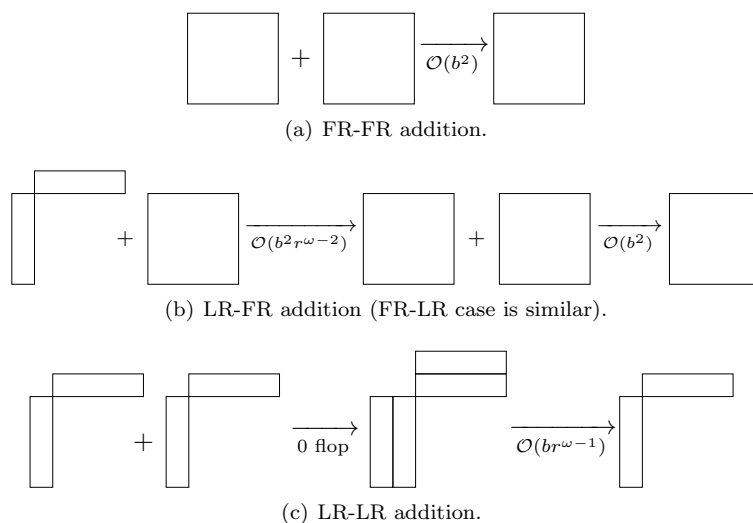 +
𝒪(b²)
(a) FR-FR addition.
+ 𝒪(b²r^{ω−2}) + 𝒪(b²)
(b) LR-FR addition (FR-LR case is similar).
+ 0 flop 𝒪(br^{ω−1})
(c) LR-LR addition.